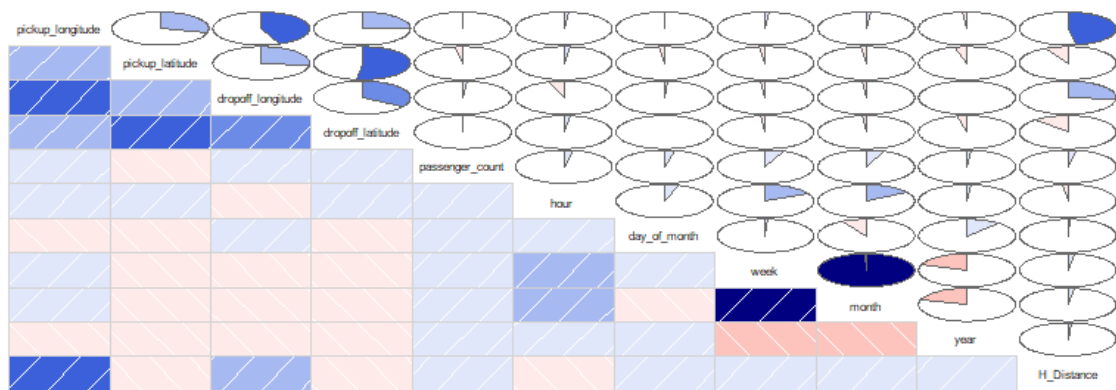 pickup_longitude
pickup_latitude
dropoff_longitude
dropoff_latitude
passenger_count
hour
day_of_month
week
month
year
H_Distance